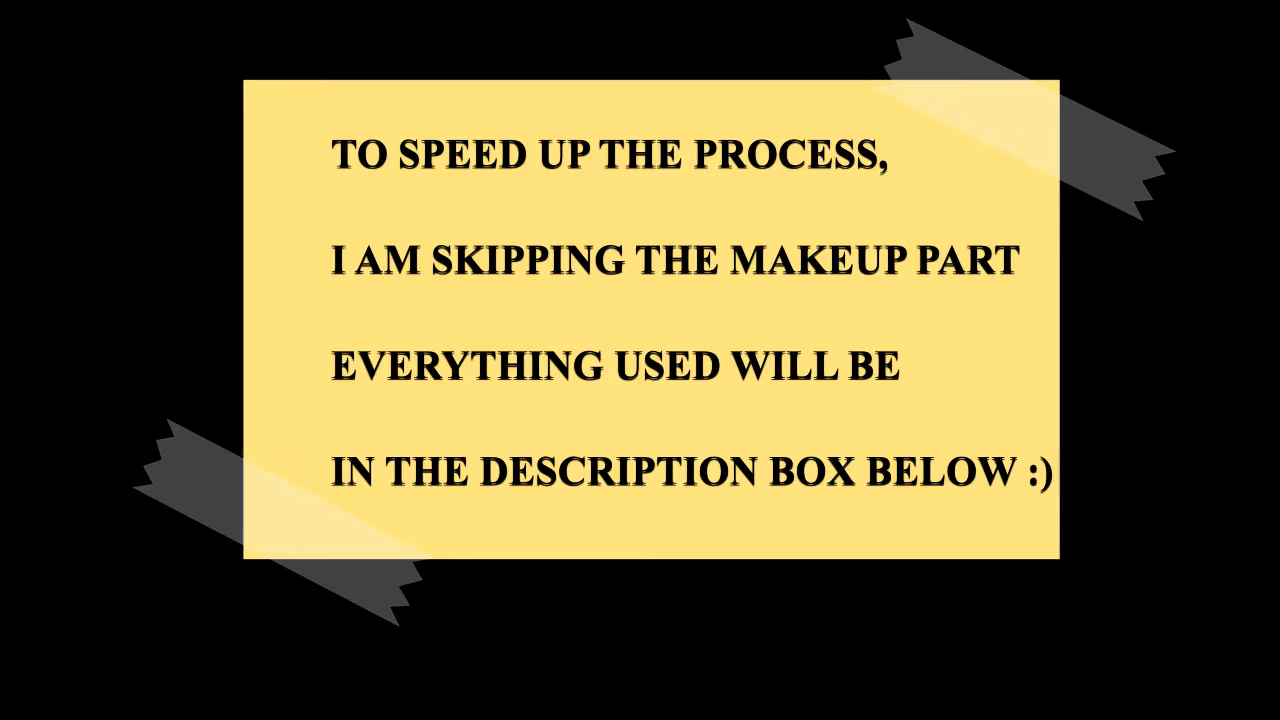 TO SPEED UP THE PROCESS,
I AM SKIPPING THE MAKEUP PART
EVERYTHING USED WILL BE
IN THE DESCRIPTION BOX BELOW :)